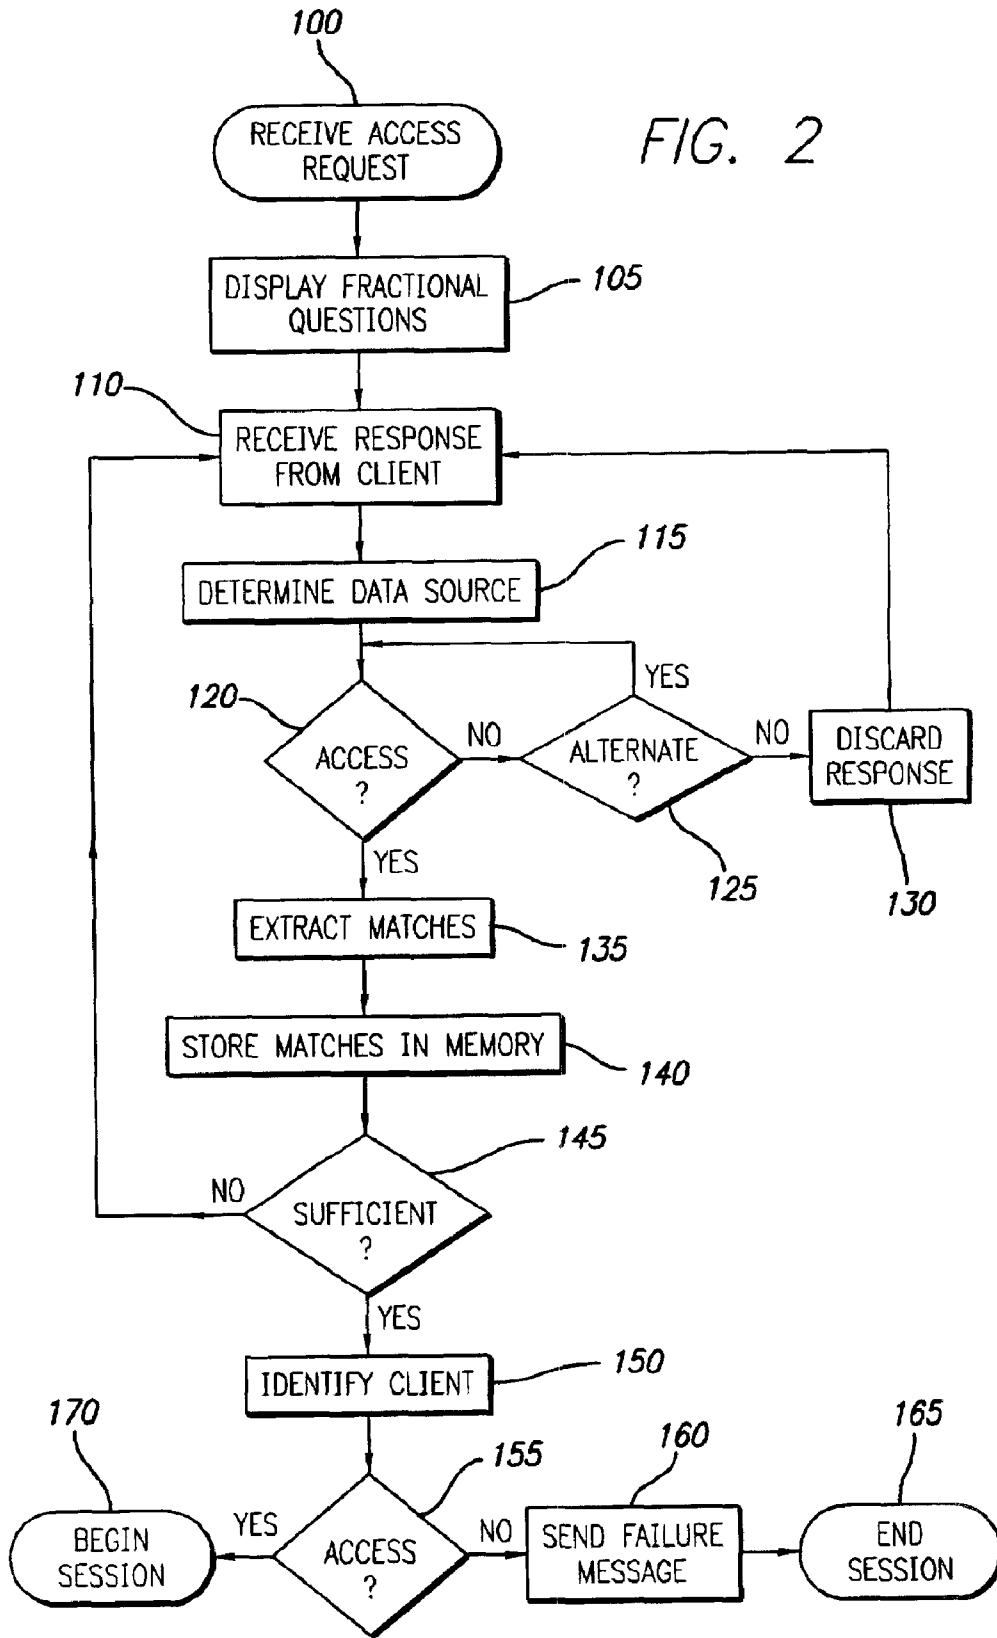 100
RECEIVE ACCESS
REQUEST
FIG. 2
DISPLAY FRACTIONAL
QUESTIONS
105
110
RECEIVE RESPONSE
FROM CLIENT
115
DETERMINE DATA SOURCE
120
ACCESS
?
NO
YES
ALTERNATE
?
NO
DISCARD
RESPONSE
YES
125
130
EXTRACT MATCHES
135
STORE MATCHES IN MEMORY
140
145
NO
SUFFICIENT
?
YES
IDENTIFY CLIENT
150
170
155
160
165
BEGIN
SESSION
YES
ACCESS
?
NO
SEND FAILURE
MESSAGE
END
SESSION